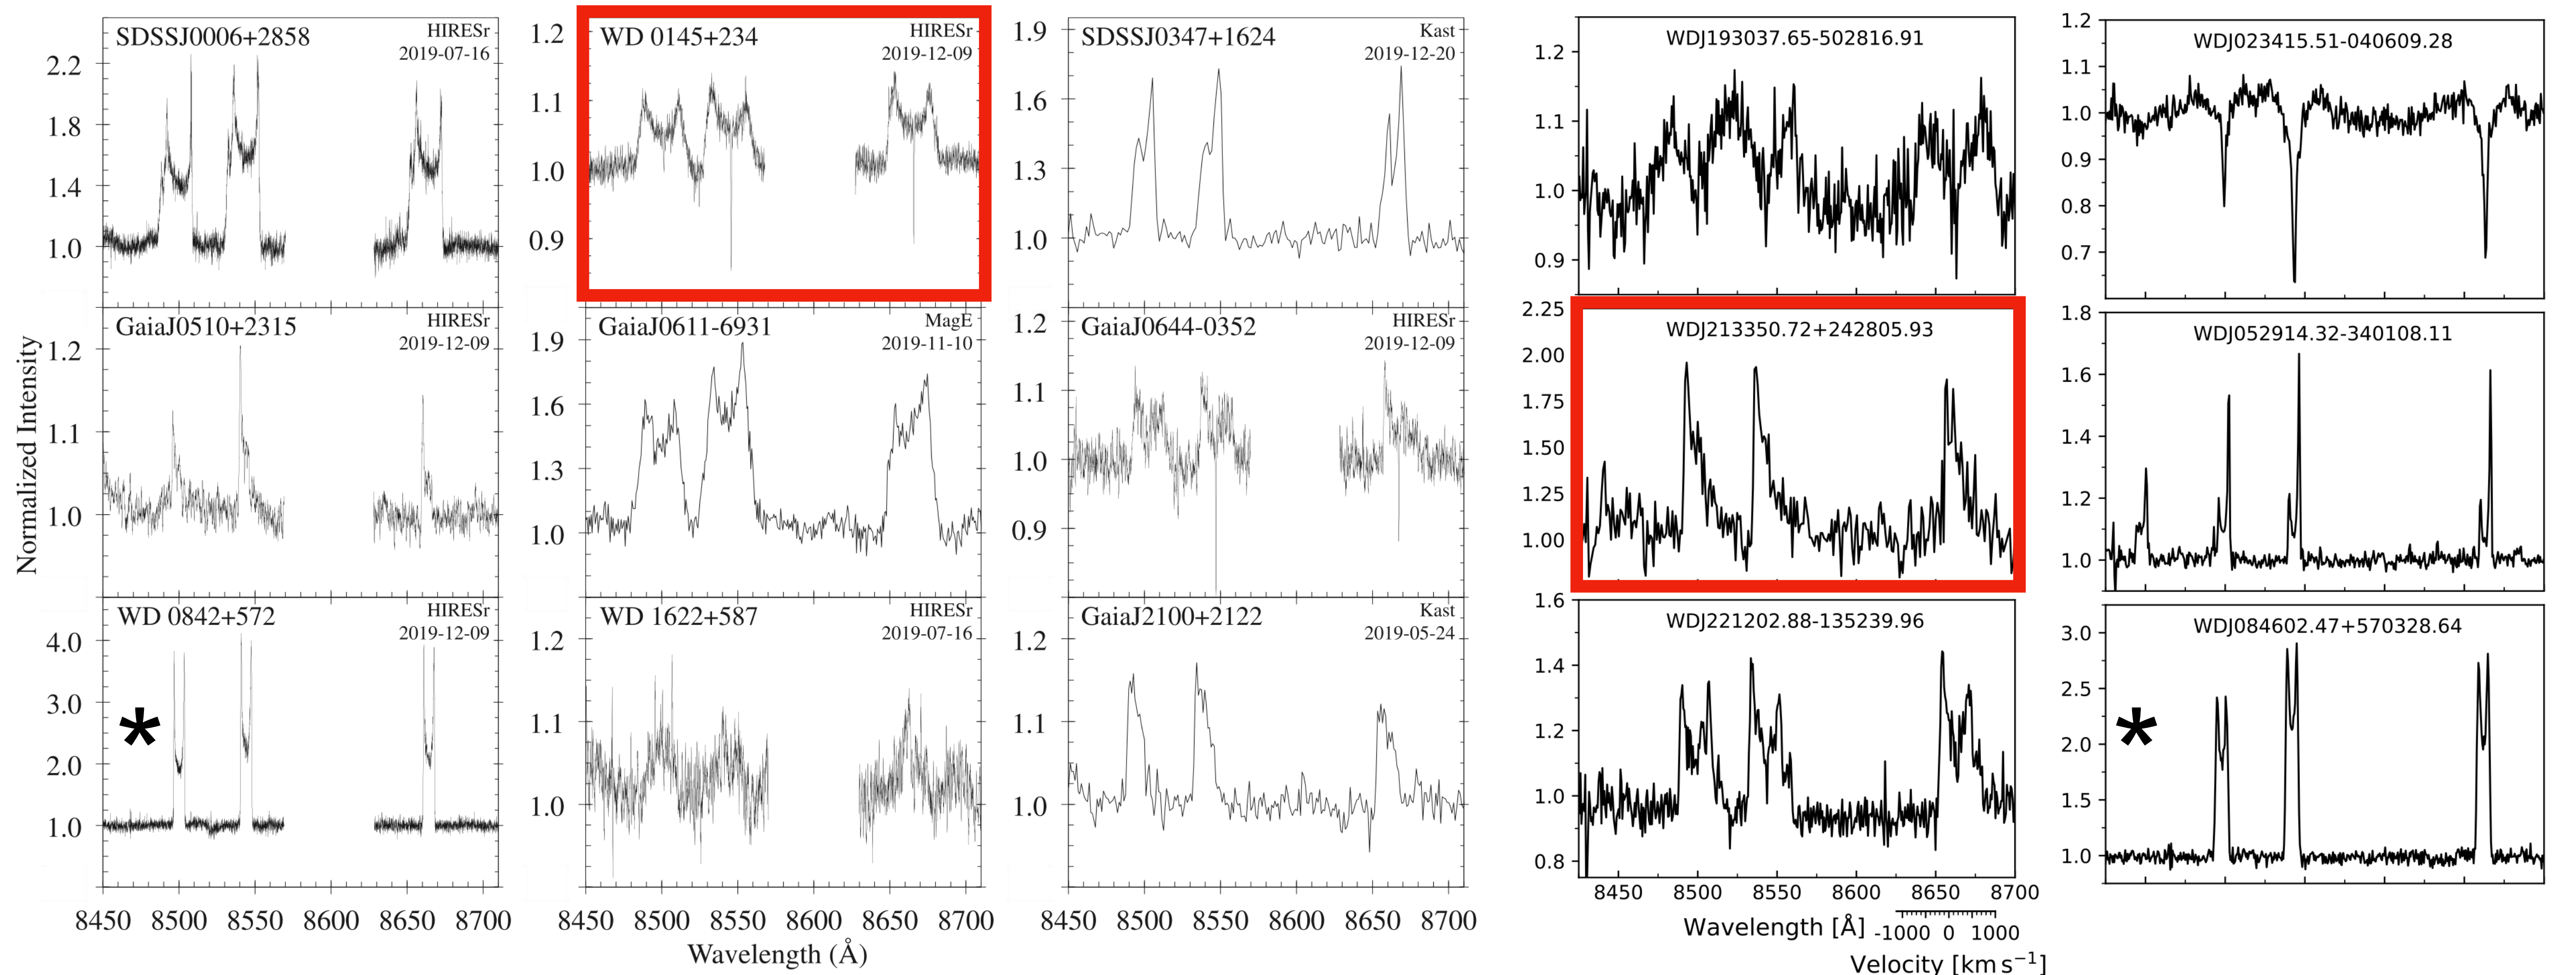 SDSSJ0006+2858
HIRESr
2019-07-16
2.2
1.8
1.4
1.0
WD 0145+234
HIRESr
2019-12-09
1.2
1.1
1.0
0.9
SDSSJ0347+1624
Kast
2019-12-20
1.9
1.6
1.3
1.0
WDJ193037.65-502816.91
1.2
1.1
1.0
0.9
WDJ023415.51-040609.28
1.2
1.1
1.0
0.9
0.8
0.7
Normalized Intensity
GaiaJ0510+2315
HIRESr
2019-12-09
1.2
1.1
1.0
GaiaJ0611-6931
MagE
2019-11-10
1.9
1.6
1.3
1.0
GaiaJ0644-0352
HIRESr
2019-12-09
1.2
1.1
1.0
0.9
WDJ213350.72+242805.93
2.25
2.00
1.75
1.50
1.25
1.00
WDJ052914.32-340108.11
1.8
1.6
1.4
1.2
1.0
WD 0842+572
HIRESr
2019-12-09
4.0
3.0
2.0
1.0
*
WD 1622+587
HIRESr
2019-07-16
1.2
1.1
1.0
GaiaJ2100+2122
Kast
2019-05-24
1.2
1.1
1.0
WDJ221202.88-135239.96
1.6
1.4
1.2
1.0
0.8
WDJ084602.47+570328.64
3.0
2.5
2.0
1.5
1.0
*
8450 8500 8550 8600 8650 8700
8450 8500 8550 8600 8650 8700
8450 8500 8550 8600 8650 8700
8450 8500 8550 8600 8650 8700
Wavelength (Å)
Wavelength [Å]
-1000 0 1000
Velocity [km s⁻¹]